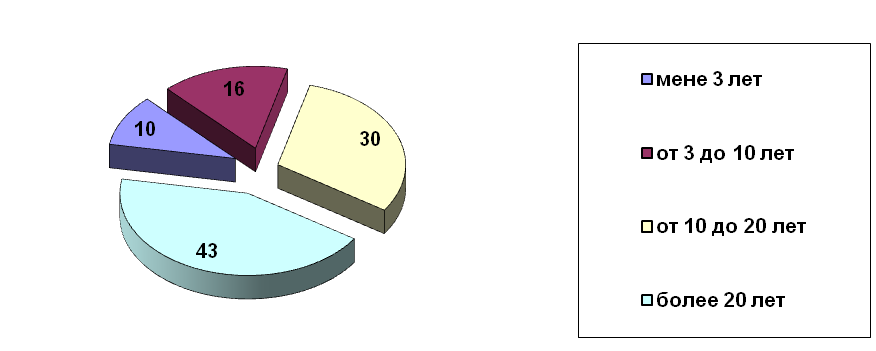 16
10
30
43
мене 3 лет
от 3 до 10 лет
от 10 до 20 лет
более 20 лет